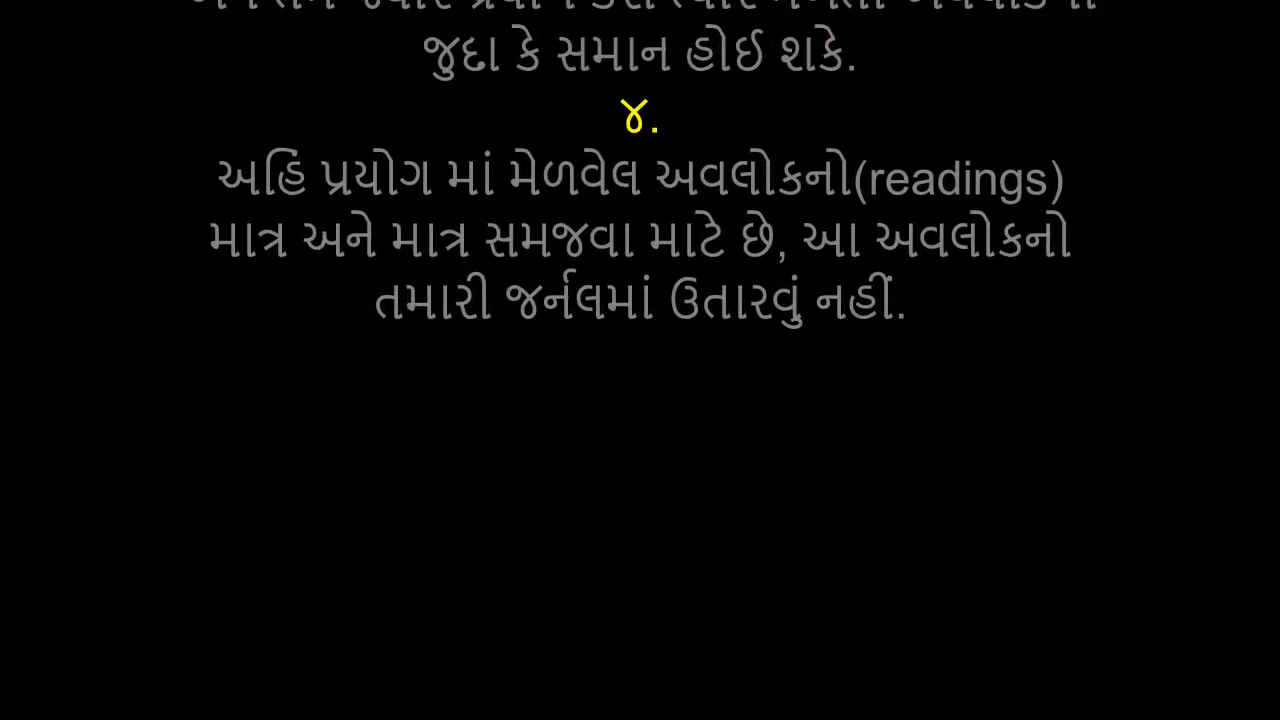 જુદા કે સમાન હોઈ શકે.
૪.
અહિ પ્રયોગ માં મેળવેલ અવલોકનો(readings)
માત્ર અને માત્ર સમજવા માટે છે, આ અવલોકનો
તમારી જર્નલમાં ઉતારવું નહીં.